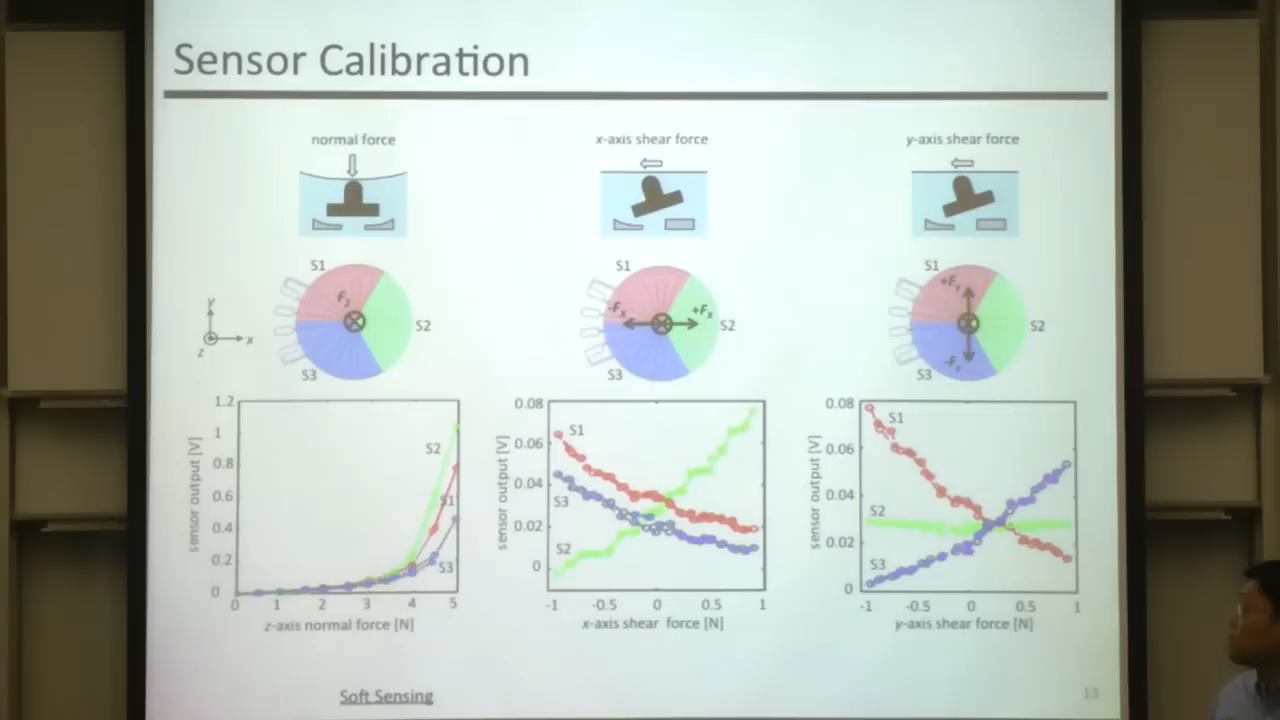 Sensor Calibration
normal force
x-axis shear force
y-axis shear force
S1
S1
S1
Fz
-Fx
+Fx
+FY
-FY
S2
S2
S2
S3
S3
S3
y
x
z
1.2
1
0.8
0.6
0.4
0.2
0
sensor output [V]
S2
S1
S3
0
1
2
3
4
5
z-axis normal force [N]
0.08
0.06
0.04
0.02
0
sensor output [V]
S1
S3
S2
-1
-0.5
0
0.5
1
x-axis shear force [N]
0.08
0.06
0.04
0.02
0
sensor output [V]
S1
S2
S3
-1
-0.5
0
0.5
1
y-axis shear force [N]
Soft Sensing
13